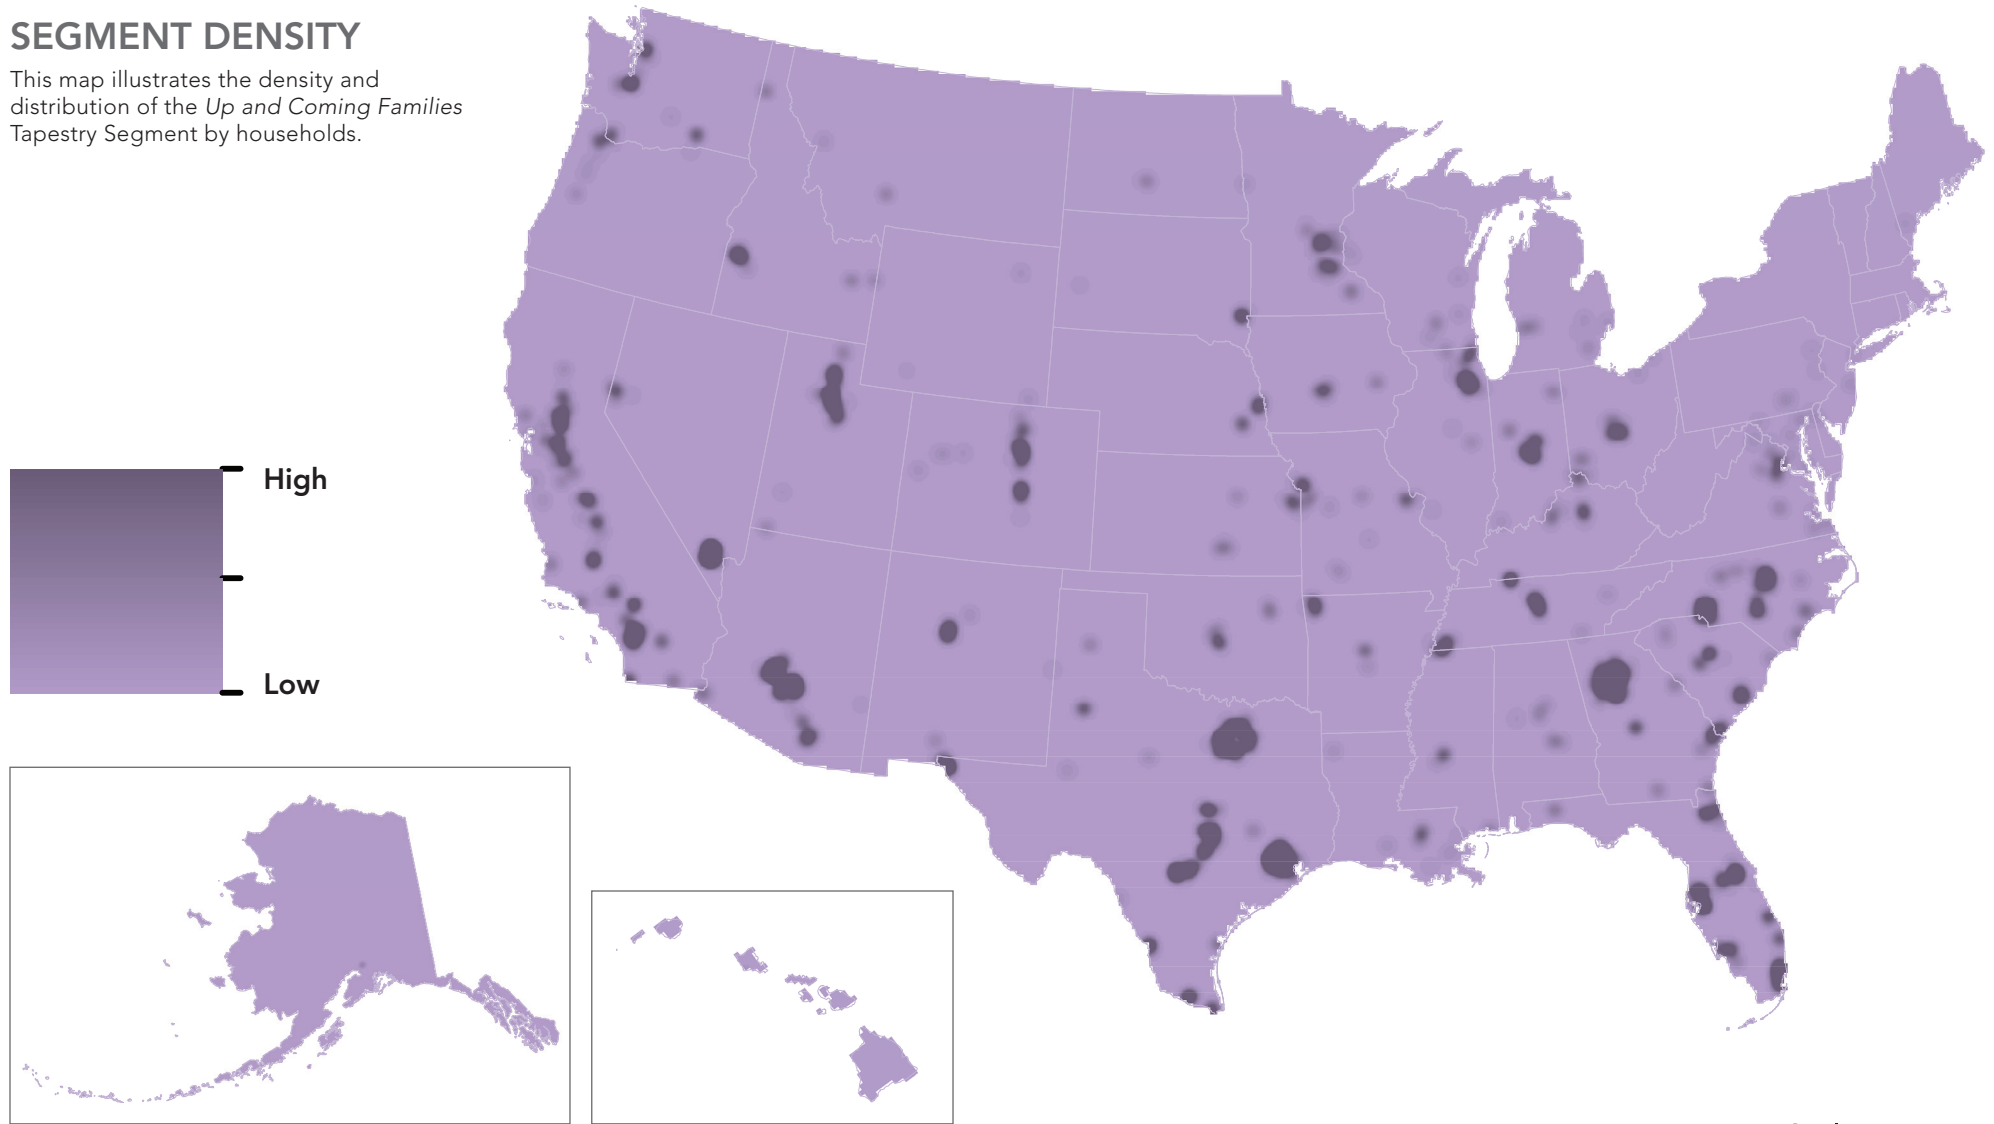 SEGMENT DENSITY
This map illustrates the density and
distribution of the Up and Coming Families
Tapestry Segment by households.
High
Low